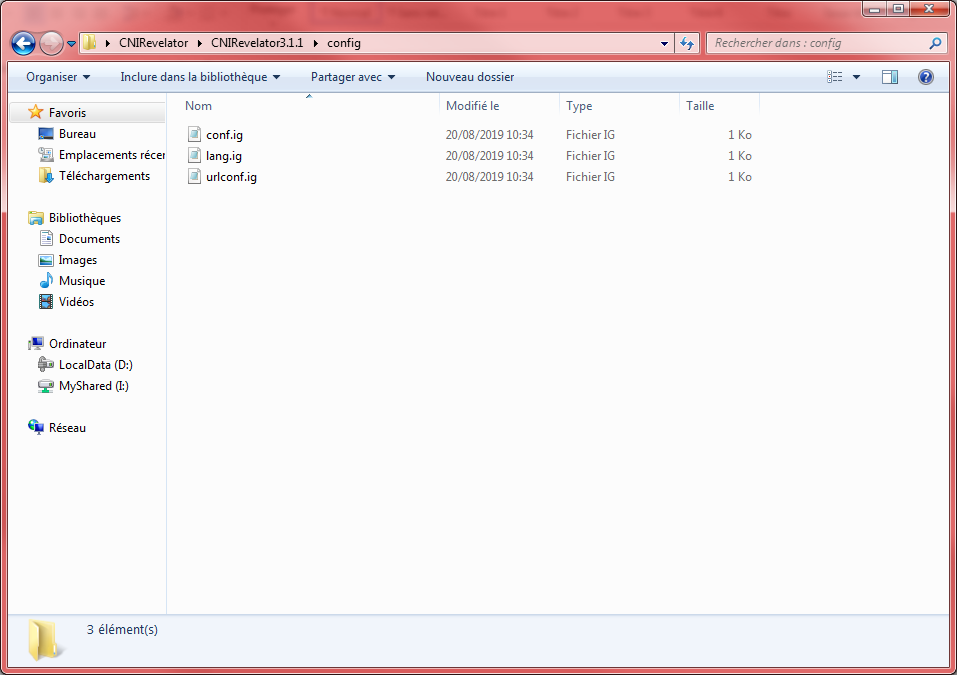 CNIRevelator CNIRevelator3.1.1 config
Rechercher dans : config
Organiser Inclure dans la bibliothèque Partager avec Nouveau dossier
Favoris
Bureau
Emplacements récer
Téléchargements
Bibliothèques
Documents
Images
Musique
Vidéos
Ordinateur
LocalData (D:)
MyShared (I:)
Réseau
Nom Modifié le Type Taille
conf.ig 20/08/2019 10:34 Fichier IG 1 Ko
lang.ig 20/08/2019 10:34 Fichier IG 1 Ko
urlconf.ig 20/08/2019 10:34 Fichier IG 1 Ko
3 élément(s)